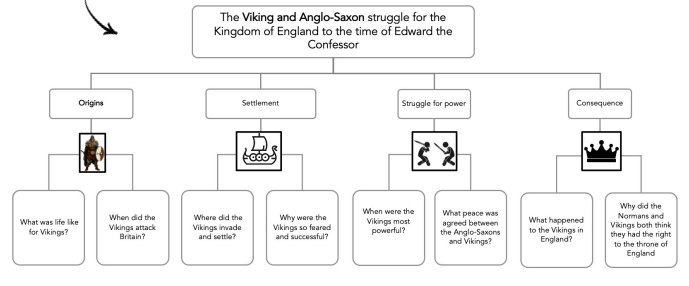 The Viking and Anglo-Saxon struggle for the
Kingdom of England to the time of Edward the
Confessor
Origins
Settlement
Struggle for power
Consequence
What was life like
for Vikings?
When did the
Vikings attack
Britain?
Where did the
Vikings invade
and settle?
Why were the
Vikings so feared
and successful?
When were the
Vikings most
powerful?
What peace was
agreed between
the Anglo-Saxons
and Vikings?
What happened
to the Vikings in
England?
Why did the
Normans and
Vikings both think
they had the right
to the throne of
England